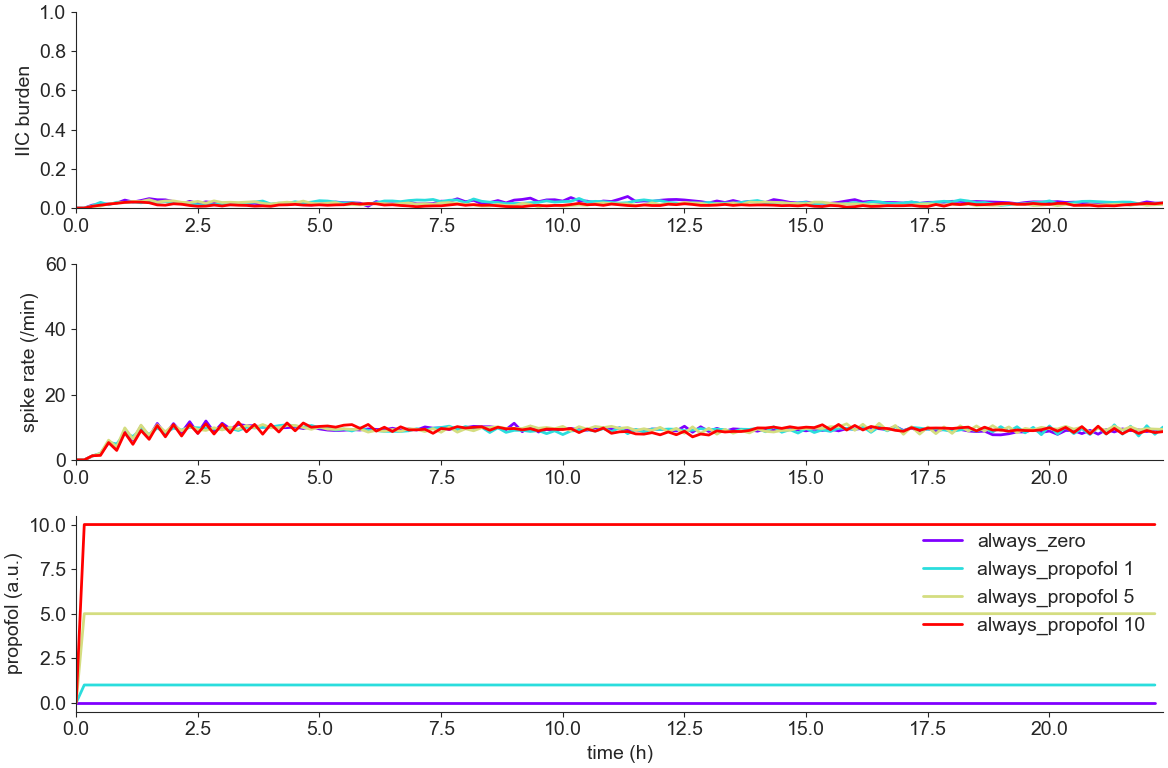 IIC burden
1.0
0.8
0.6
0.4
0.2
0.0
0.0 2.5 5.0 7.5 10.0 12.5 15.0 17.5 20.0
spike rate (/min)
60
40
20
0
0.0 2.5 5.0 7.5 10.0 12.5 15.0 17.5 20.0
propofol (a.u.)
10.0
7.5
5.0
2.5
0.0
always_zero
always_propofol 1
always_propofol 5
always_propofol 10
0.0 2.5 5.0 7.5 10.0 12.5 15.0 17.5 20.0
time (h)